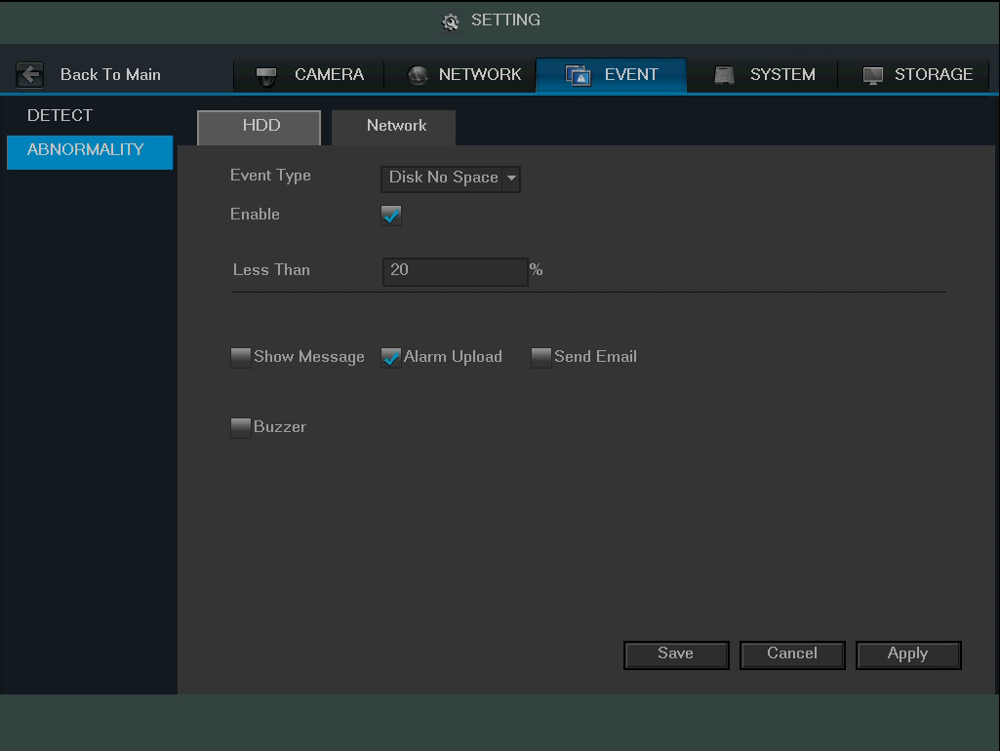 SETTING
Back To Main CAMERA NETWORK EVENT SYSTEM STORAGE
DETECT
ABNORMALITY
HDD Network
Event Type Disk No Space
Enable
Less Than 20 %
Show Message Alarm Upload Send Email
Buzzer
Save Cancel Apply